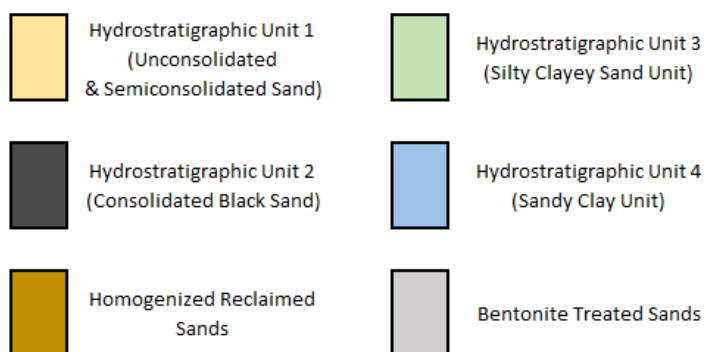 Hydrostratigraphic Unit 1
(Unconsolidated
& Semiconsolidated Sand)
Hydrostratigraphic Unit 3
(Silty Clayey Sand Unit)
Hydrostratigraphic Unit 2
(Consolidated Black Sand)
Hydrostratigraphic Unit 4
(Sandy Clay Unit)
Homogenized Reclaimed
Sands
Bentonite Treated Sands